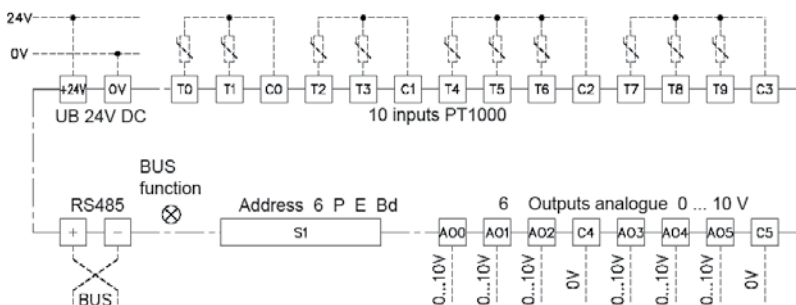 24V
0V
+24V 0V T0 T1 C0 T2 T3 C1 T4 T5 T6 C2 T7 T8 T9 C3
UB 24V DC
10 inputs PT1000
BUS
function
RS485
Address 6 P E Bd
6 Outputs analogue 0 ... 10 V
+ - S1 AO0 AO1 AO2 C4 AO3 AO4 AO5 C5
0...10V 0...10V 0...10V 0V 0...10V 0...10V 0...10V 0V
BUS